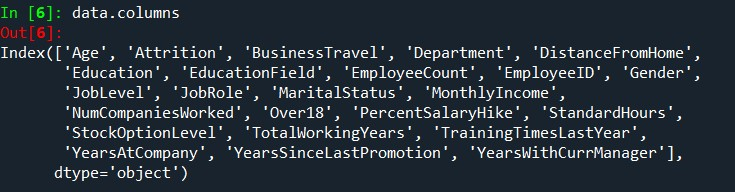 In [6]: data.columns
Out[6]:
Index(['Age', 'Attrition', 'BusinessTravel', 'Department', 'DistanceFromHome',
'Education', 'EducationField', 'EmployeeCount', 'EmployeeID', 'Gender',
'JobLevel', 'JobRole', 'MaritalStatus', 'MonthlyIncome',
'NumCompaniesWorked', 'Over18', 'PercentSalaryHike', 'StandardHours',
'StockOptionLevel', 'TotalWorkingYears', 'TrainingTimesLastYear',
'YearsAtCompany', 'YearsSinceLastPromotion', 'YearsWithCurrManager'],
dtype='object')